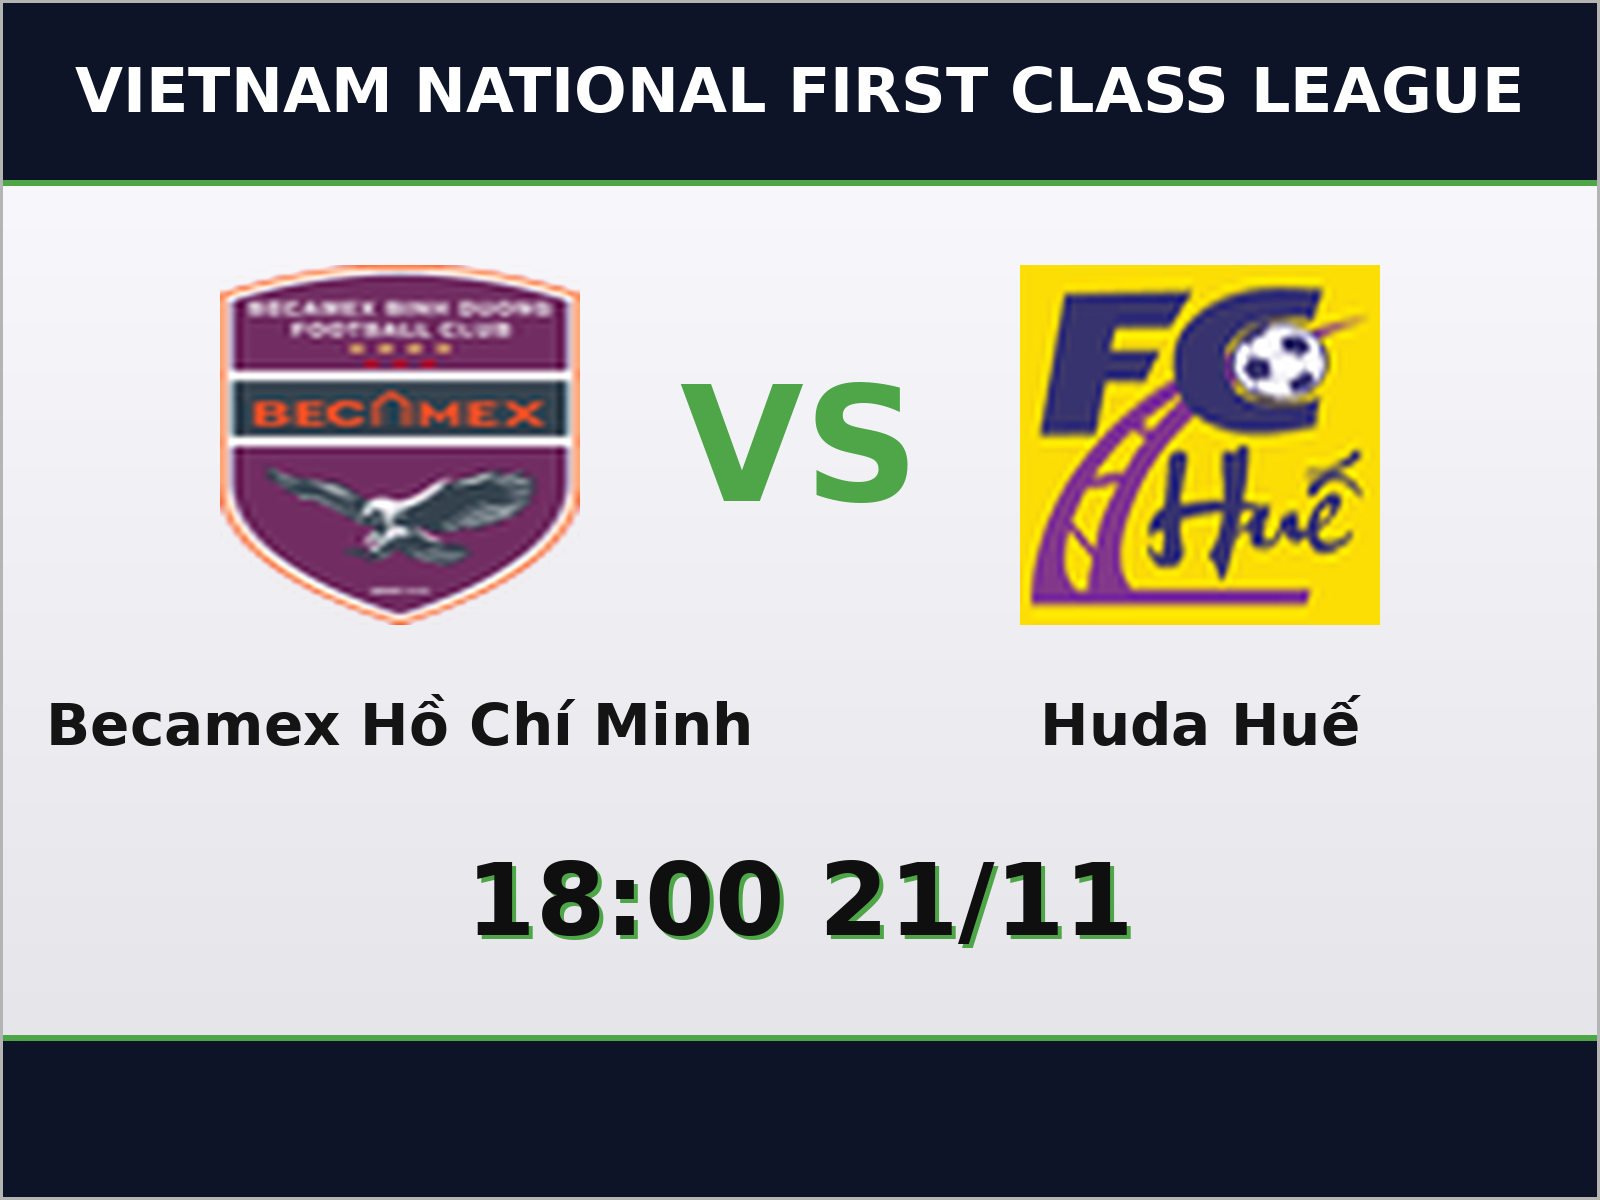 VIETNAM NATIONAL FIRST CLASS LEAGUE
BECAMEX BINH DUONG
FOOTBALL CLUB
BECAMEX
VS
FC
Huế
Becamex Hồ Chí Minh
Huda Huế
18:00 21/11